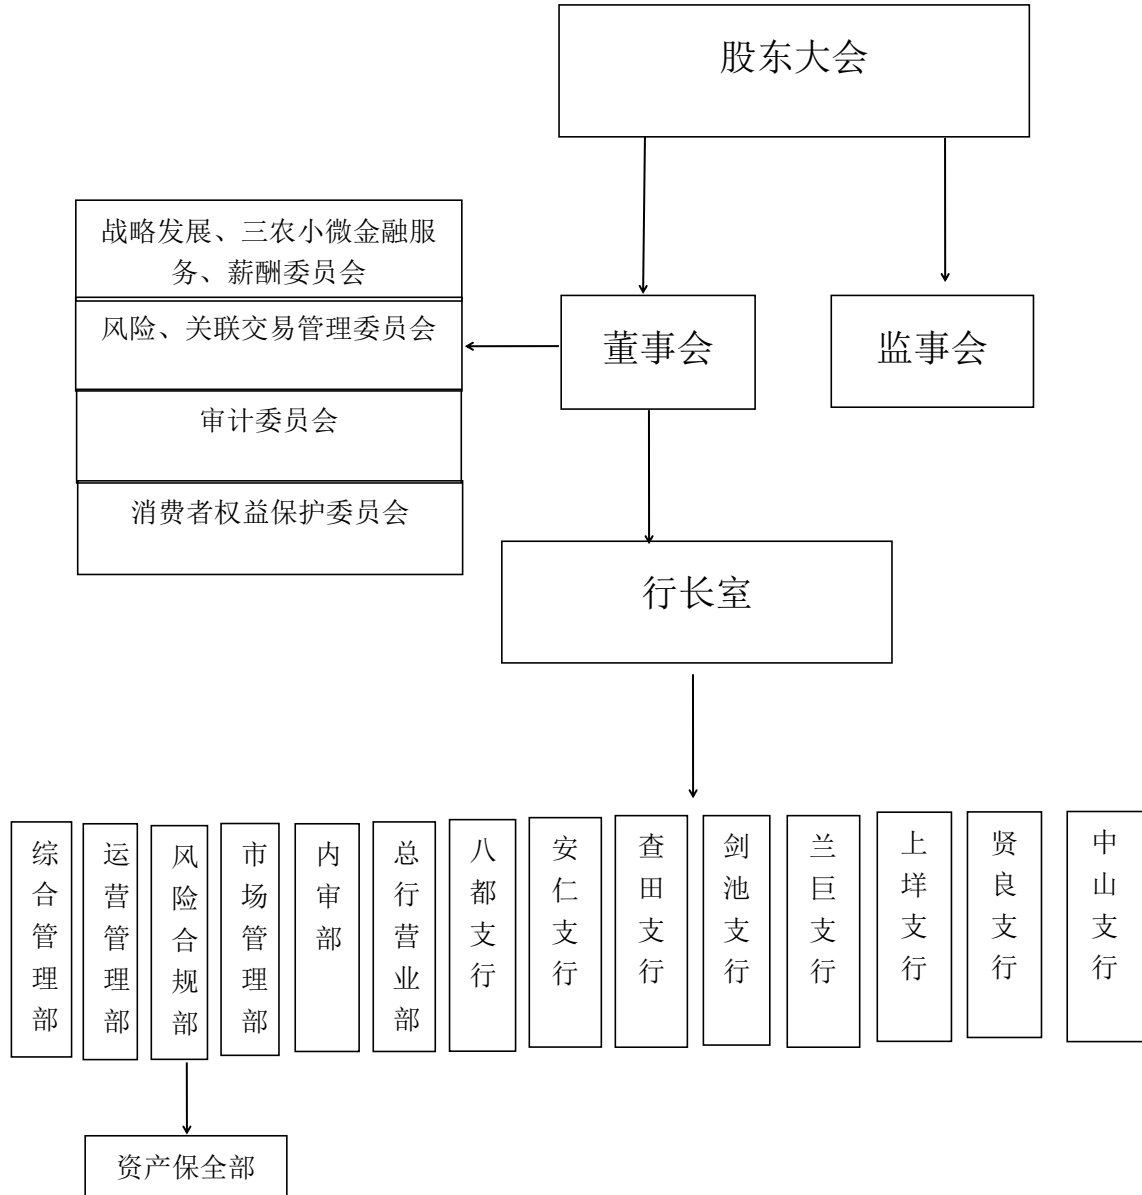 股东大会
战略发展、三农小微金融服
务、薪酬委员会
风险、关联交易管理委员会
审计委员会
消费者权益保护委员会
董事会
监事会
行长室
综合管理部
运营管理部
风险合规部
市场管理部
内审部
总行营业部
八都支行
安仁支行
查田支行
剑池支行
兰巨支行
上垟支行
贤良支行
中山支行
资产保全部